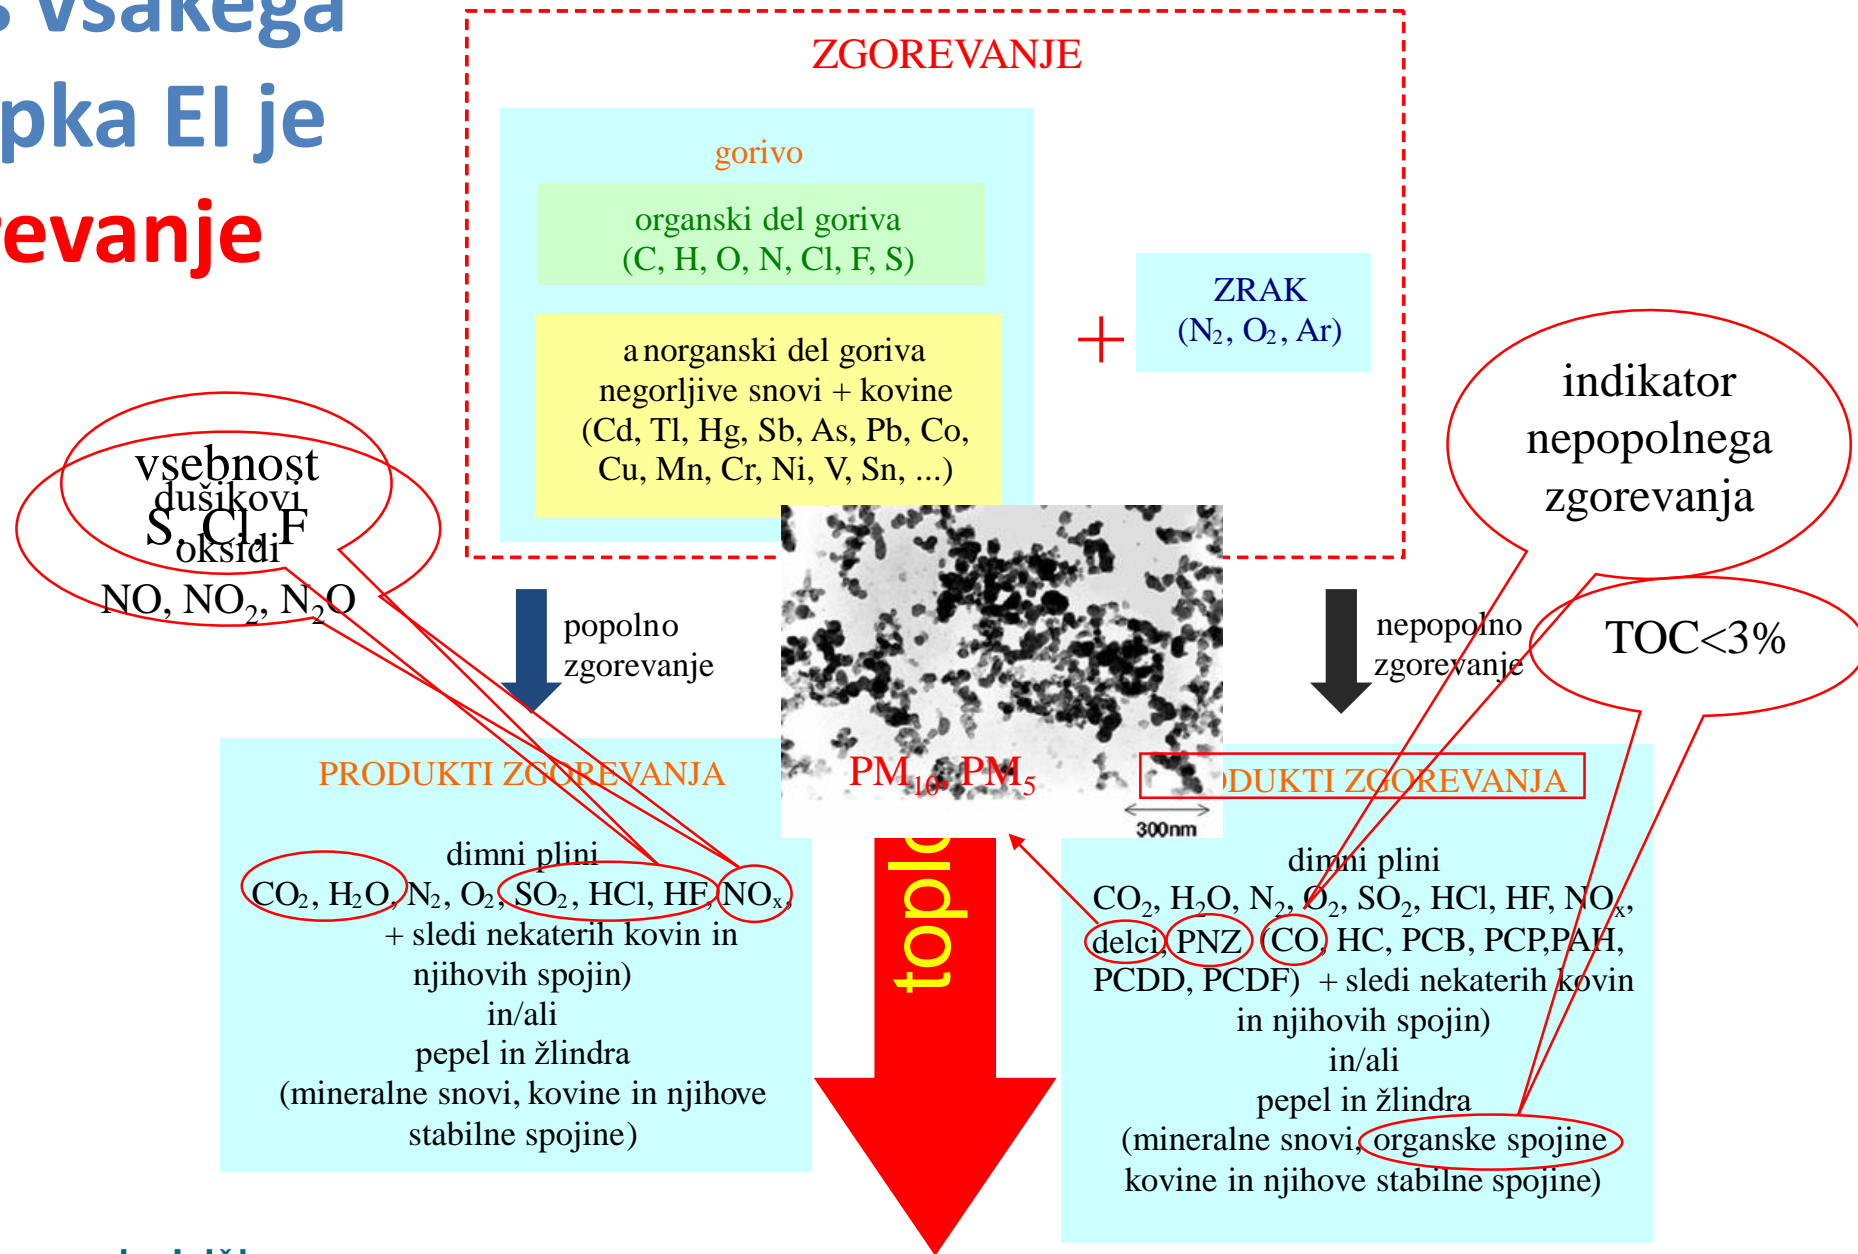 vsakega
EI je
ZGOREVANJE
gorivo
organski del goriva
(C, H, O, N, Cl, F, S)
anorganski del goriva
negorljive snovi + kovine
(Cd, Tl, Hg, Sb, As, Pb, Co,
Cu, Mn, Cr, Ni, V, Sn, ...)
ZRAK
(N₂, O₂, Ar)
vsebnost
S, Cl, F
dušikovi
oksidi
NO, NO₂, N₂O
indikator
nepopolnega
zgorevanja
TOC<3%
popolno
zgorevanje
nepopolno
zgorevanje
PM₁₀, PM₅
300nm
PRODUKTI ZGOREVANJA
dimni plini
CO₂, H₂O, N₂, O₂, SO₂, HCl, HF, NOₓ,
+ sledi nekaterih kovin in
njihovih spojin)
in/ali
pepel in žlindra
(mineralne snovi, kovine in njihove
stabilne spojine)
ZGOREVANJA
dimni plini
CO₂, H₂O, N₂, O₂, SO₂, HCl, HF, NOₓ,
delci, PNZ (CO, HC, PCB, PCP,PAH,
PCDD, PCDF) + sledi nekaterih kovin
in njihovih spojin)
in/ali
pepel in žlindra
(mineralne snovi, organske spojine
kovine in njihove stabilne spojine)